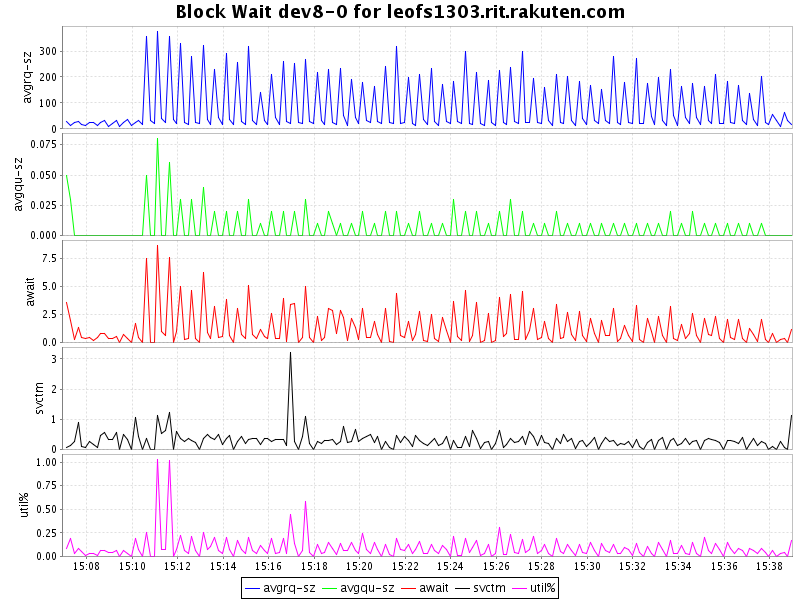 Block Wait dev8-0 for leofs1303.rit.rakuten.com
avgrq-sz
300
200
100
0
avgqu-sz
0.075
0.050
0.025
0.000
await
7.5
5.0
2.5
0.0
svctm
3
2
1
0
util%
1.00
0.75
0.50
0.25
0.00
15:08 15:10 15:12 15:14 15:16 15:18 15:20 15:22 15:24 15:26 15:28 15:30 15:32 15:34 15:36 15:38
avgrq-sz avgqu-sz await svctm util%